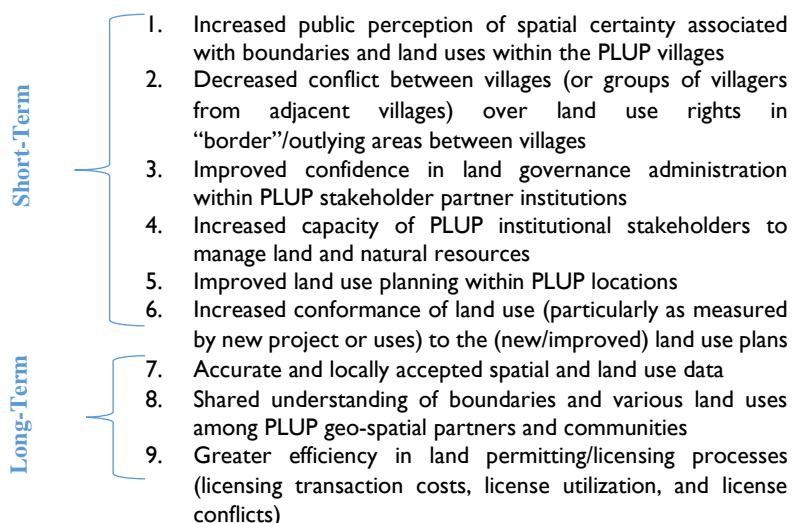 Short-Term
1. Increased public perception of spatial certainty associated
with boundaries and land uses within the PLUP villages
2. Decreased conflict between villages (or groups of villagers
from adjacent villages) over land use rights in
“border”/outlying areas between villages
3. Improved confidence in land governance administration
within PLUP stakeholder partner institutions
4. Increased capacity of PLUP institutional stakeholders to
manage land and natural resources
5. Improved land use planning within PLUP locations
6. Increased conformance of land use (particularly as measured
by new project or uses) to the (new/improved) land use plans
Long-Term
7. Accurate and locally accepted spatial and land use data
8. Shared understanding of boundaries and various land uses
among PLUP geo-spatial partners and communities
9. Greater efficiency in land permitting/licensing processes
(licensing transaction costs, license utilization, and license
conflicts)